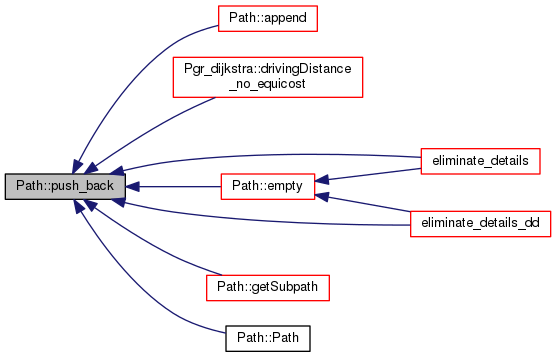 Path::append
Pgr_dijkstra::drivingDistance
_no_equicost
eliminate_details
Path::push_back
Path::empty
eliminate_details_dd
Path::getSubpath
Path::Path